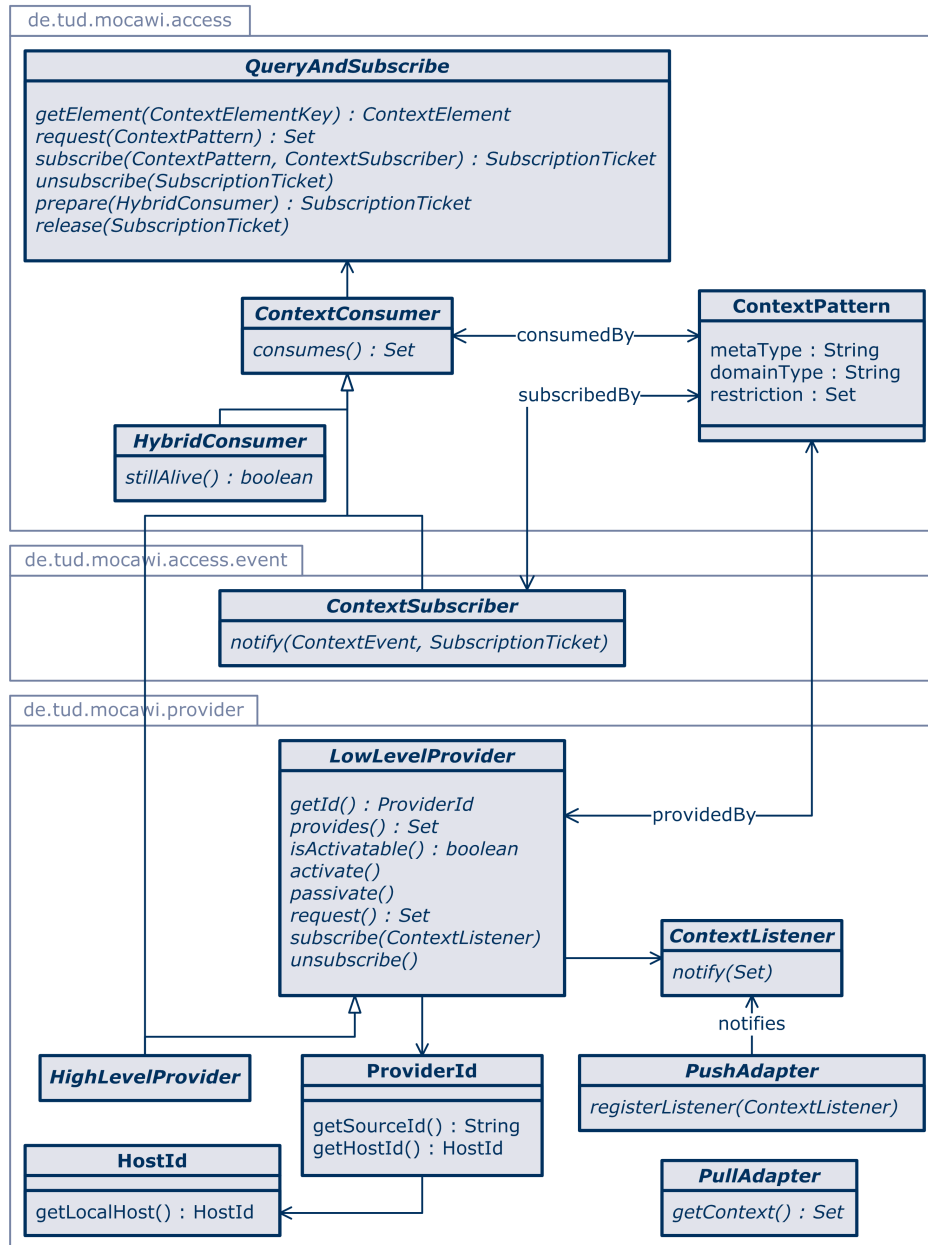 de.tud.mocawi.access
QueryAndSubscribe
getElement(ContextElementKey) : ContextElement
request(ContextPattern) : Set
subscribe(ContextPattern, ContextSubscriber) : SubscriptionTicket
unsubscribe(SubscriptionTicket)
prepare(HybridConsumer) : SubscriptionTicket
release(SubscriptionTicket)
ContextConsumer
consumes() : Set
consumedBy
ContextPattern
metaType : String
domainType : String
restriction : Set
subscribedBy
HybridConsumer
stillAlive() : boolean
de.tud.mocawi.access.event
ContextSubscriber
notify(ContextEvent, SubscriptionTicket)
de.tud.mocawi.provider
LowLevelProvider
getId() : ProviderId
provides() : Set
isActivatable() : boolean
activate()
passivate()
request() : Set
subscribe(ContextListener)
unsubscribe()
providedBy
ContextListener
notify(Set)
notifies
HighLevelProvider
ProviderId
getSourceId() : String
getHostId() : HostId
PushAdapter
registerListener(ContextListener)
HostId
getLocalHost() : HostId
PullAdapter
getContext() : Set